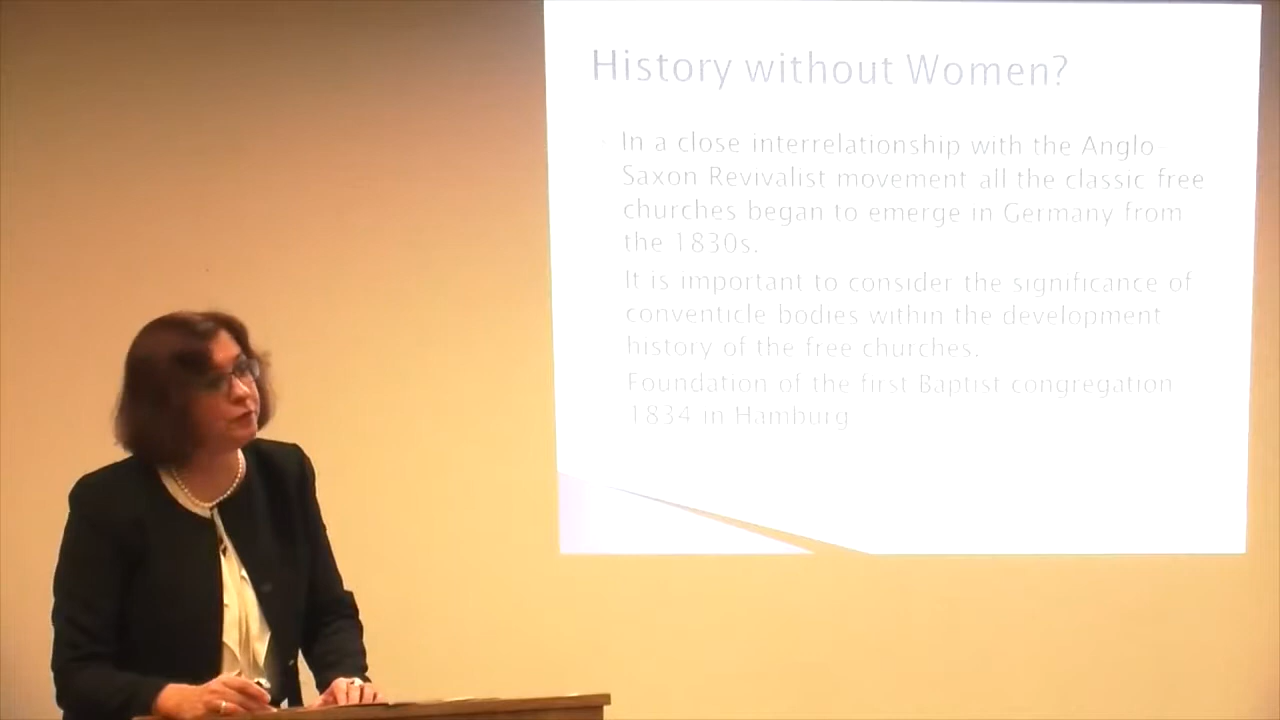 History without Women?
In a close interrelationship with the Anglo-
Saxon Revivalist movement all the classic free
churches began to emerge in Germany from
the 1830s.
It is important to consider the significance of
conventicle bodies within the development
history of the free churches.
Foundation of the first Baptist congregation
1834 in Hamburg